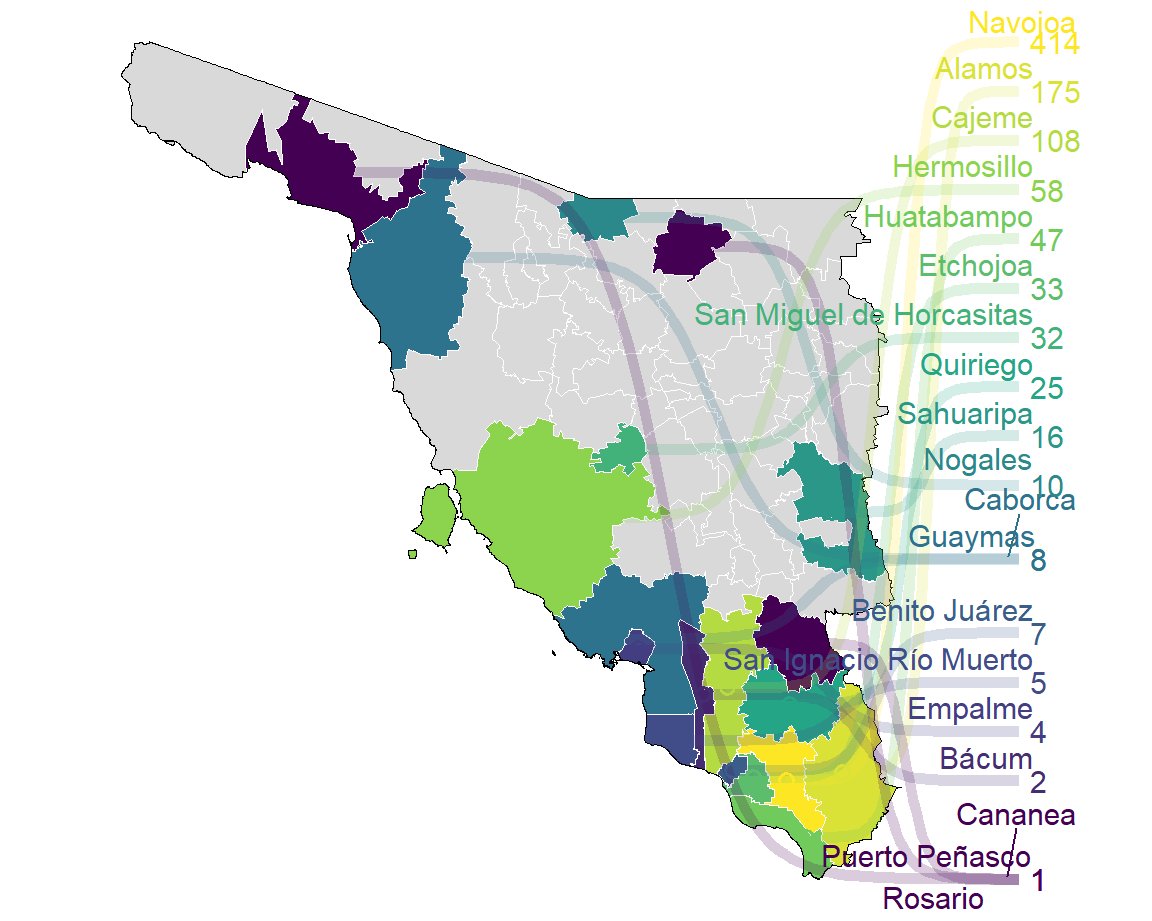 Navojoa
414
Alamos
175
Cajeme
108
Hermosillo
58
Huatabampo
47
Etchojoa
33
San Miguel de Horcasitas
32
Quiriego
25
Sahuaripa
16
Nogales
10
Caborca
Guaymas
8
Benito Juárez
7
San Ignacio Río Muerto
5
Empalme
4
Bácum
2
Cananea
Puerto Peñasco
1
Rosario